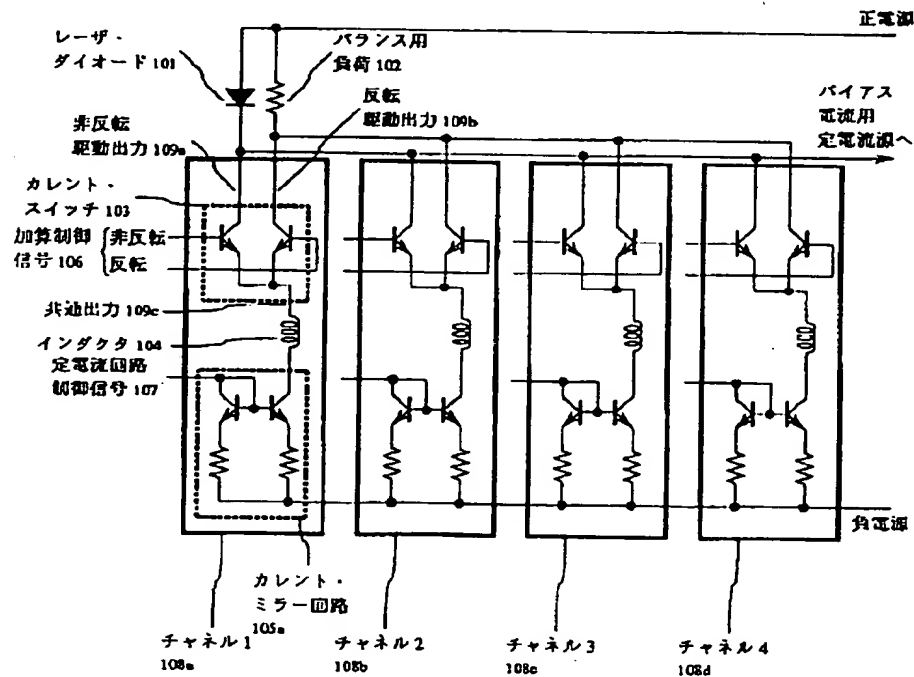 正電源
レーザ・
ダイオード 101
バランス用
負荷 102
反転
駆動出力 109b
バイアス
電流用
定電流源へ
非反転
駆動出力 109a
カレント・
スイッチ 103
加算制御
信号 106
非反転
反転
共通出力 109c
インダクタ 104
定電流回路
制御信号 107
負電源
カレント・
ミラー回路
105a
チャネル 1
108a
チャネル 2
108b
チャネル 3
108c
チャネル 4
108d